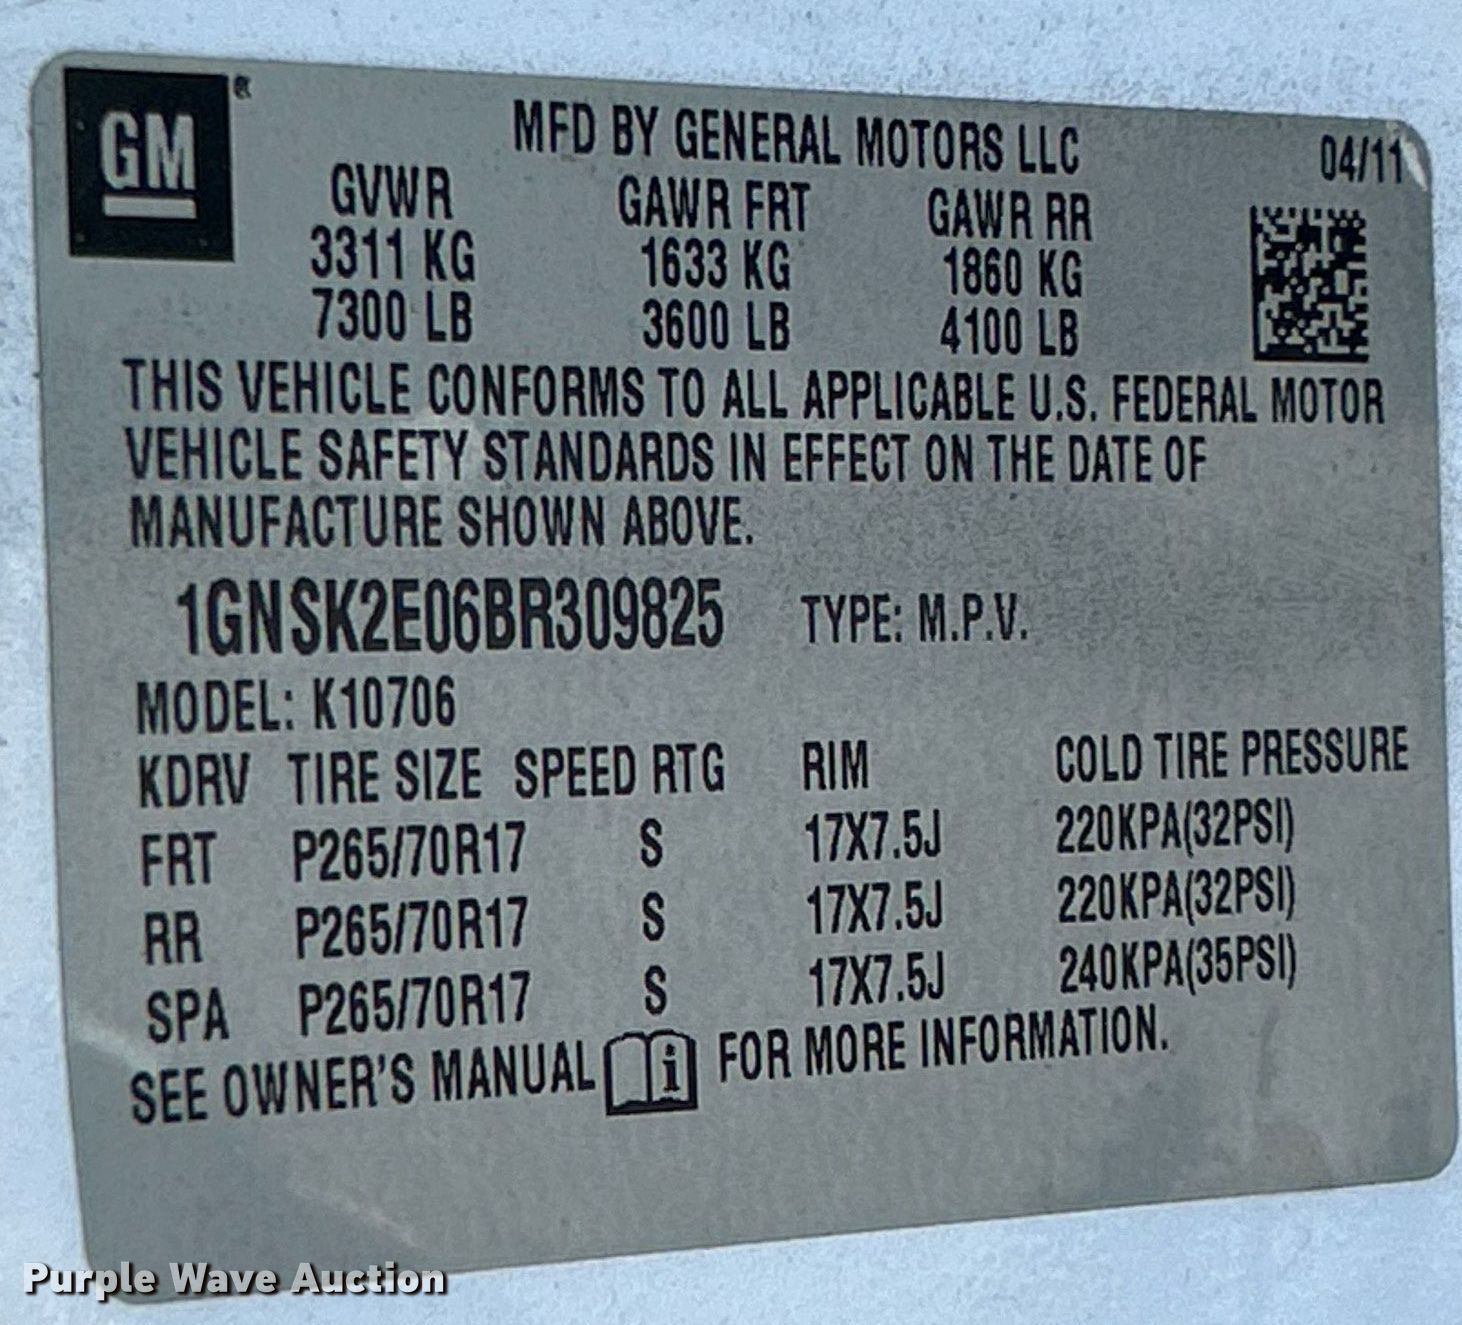 GM®
MFD BY GENERAL MOTORS LLC 04/11
GVWR GAWR FRT GAWR RR
3311 KG 1633 KG 1860 KG
7300 LB 3600 LB 4100 LB
THIS VEHICLE CONFORMS TO ALL APPLICABLE U.S. FEDERAL MOTOR
VEHICLE SAFETY STANDARDS IN EFFECT ON THE DATE OF
MANUFACTURE SHOWN ABOVE.
1GNSK2E06BR309825 TYPE: M.P.V.
MODEL: K10706
KDRV TIRE SIZE SPEED RTG RIM COLD TIRE PRESSURE
FRT P265/70R17 S 17X7.5J 220KPA(32PSI)
RR P265/70R17 S 17X7.5J 220KPA(32PSI)
SPA P265/70R17 S 17X7.5J 240KPA(35PSI)
SEE OWNER'S MANUAL i FOR MORE INFORMATION.
Purple Wave Auction